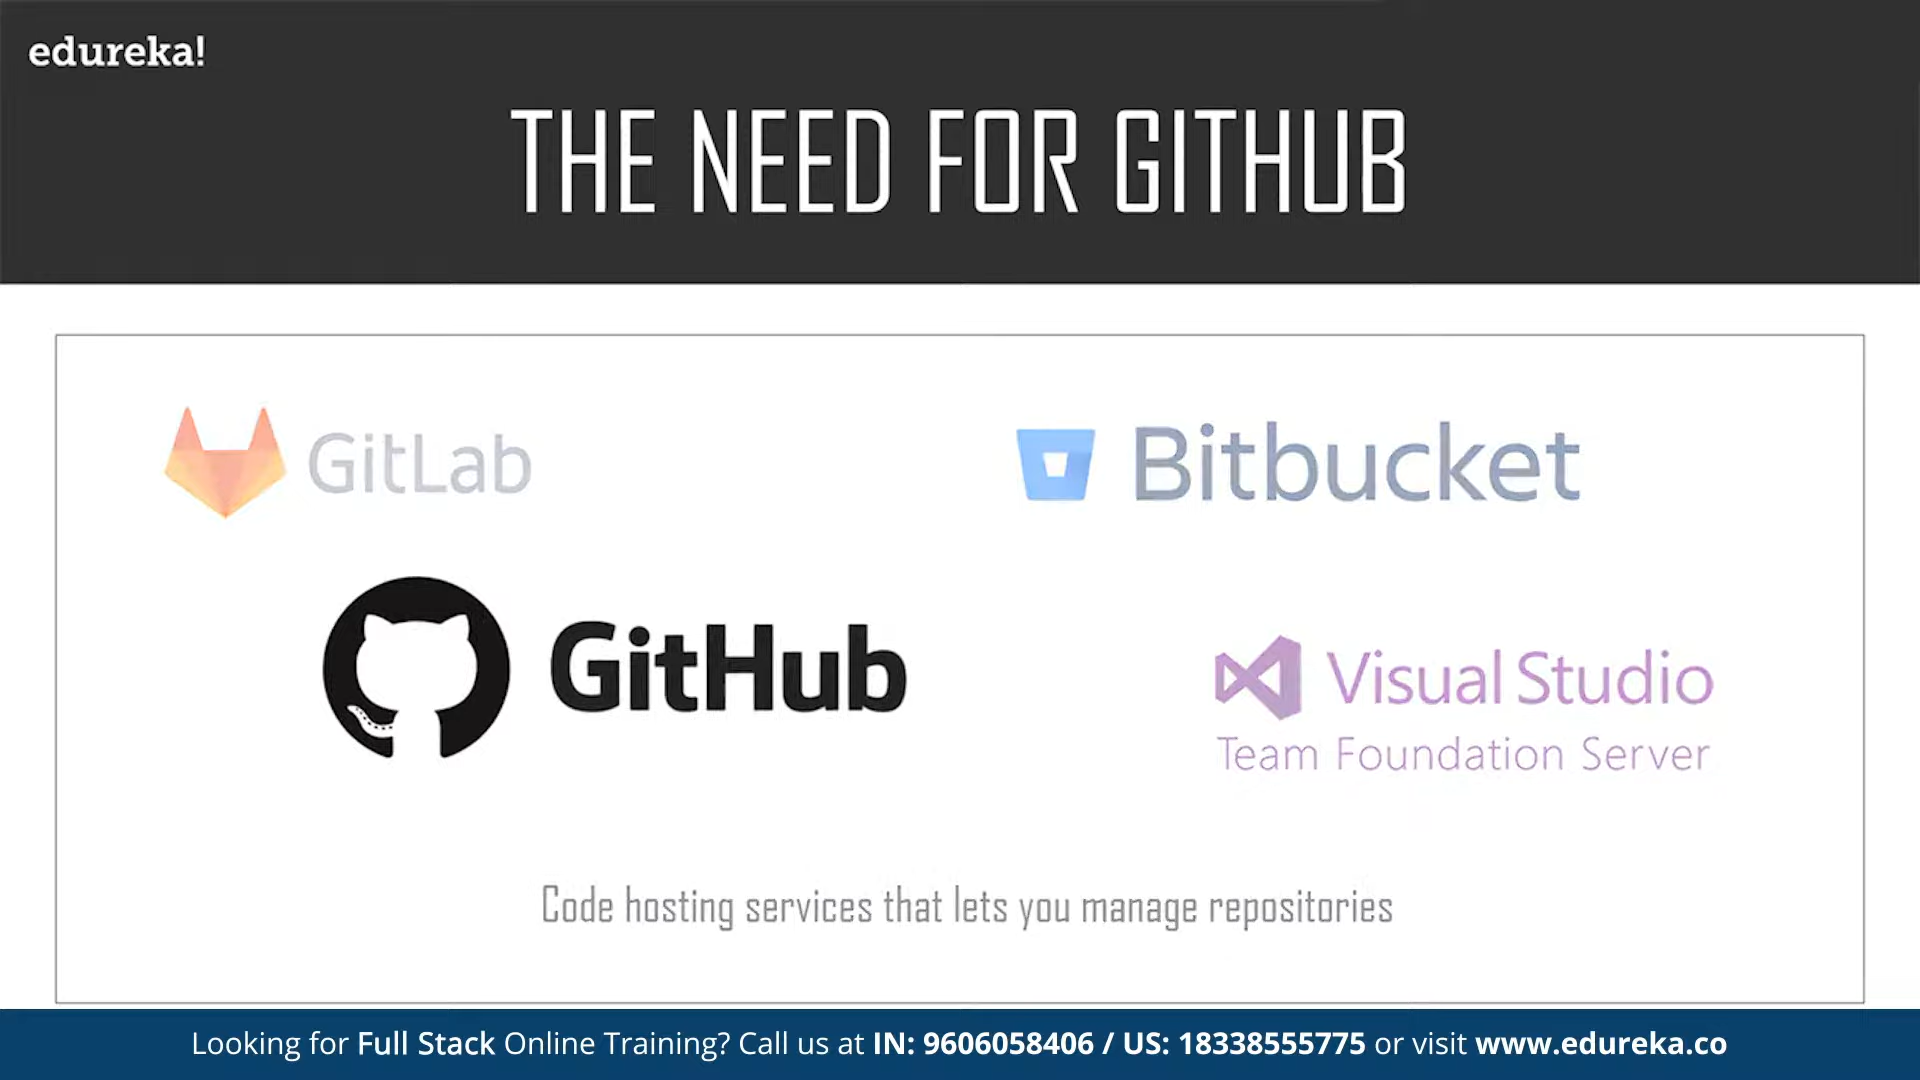 edureka!
THE NEED FOR GITHUB
GitLab
Bitbucket
GitHub
Visual Studio
Team Foundation Server
Code hosting services that lets you manage repositories
Looking for Full Stack Online Training? Call us at IN: 9606058406 / US: 18338555775 or visit www.edureka.co